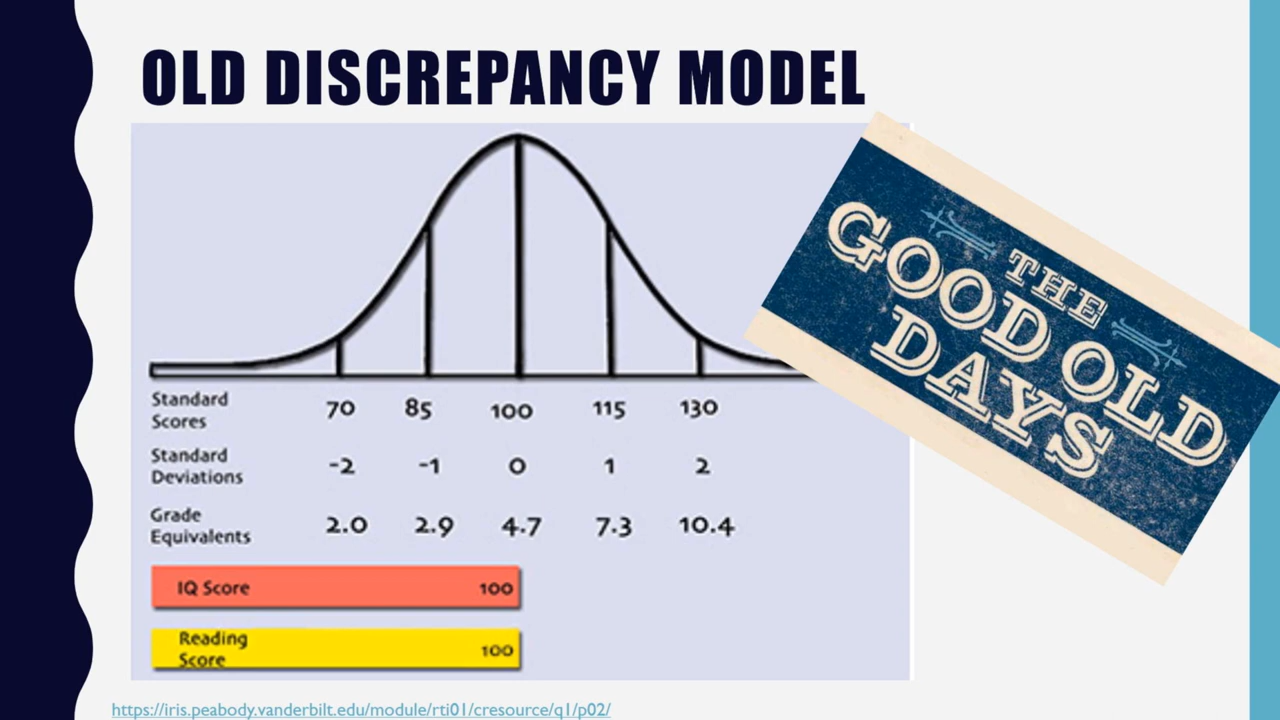 OLD DISCREPANCY MODEL
THE
GOOD OLD
DAYS
Standard
Scores
70 85 100 115 130
Standard
Deviations
-2 -1 0 1 2
Grade
Equivalents
2.0 2.9 4.7 7.3 10.4
IQ Score 100
Reading
Score
100
https://iris.peabody.vanderbilt.edu/module/rti01/cresource/q1/p02/